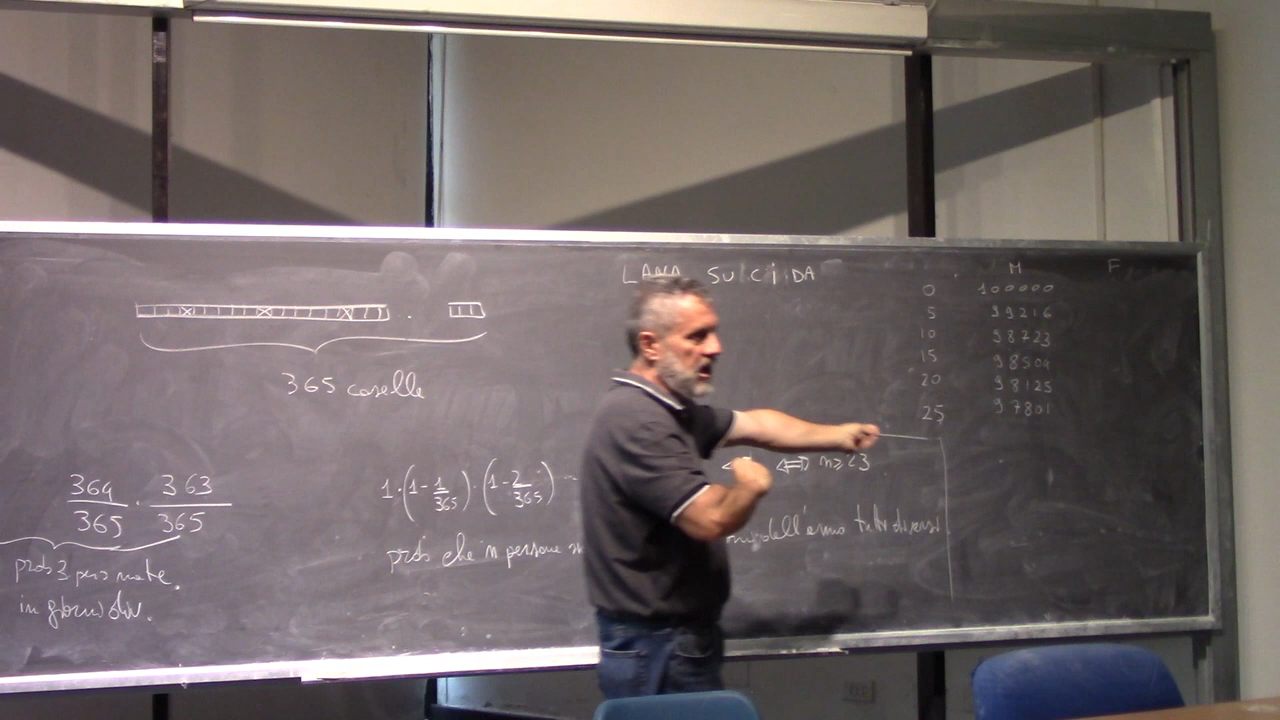 365 caselle
364 / 365 · 363 / 365
prob 3 pers nate
in giorni div.
1·(1-1/365)·(1-2/365)
prob che n persone
dell'anno tutti diversi
⟺ n≥23
LANA SUICIDA
M F
0 100000
5 99216
10 98723
15 98504
20 98125
25 97801